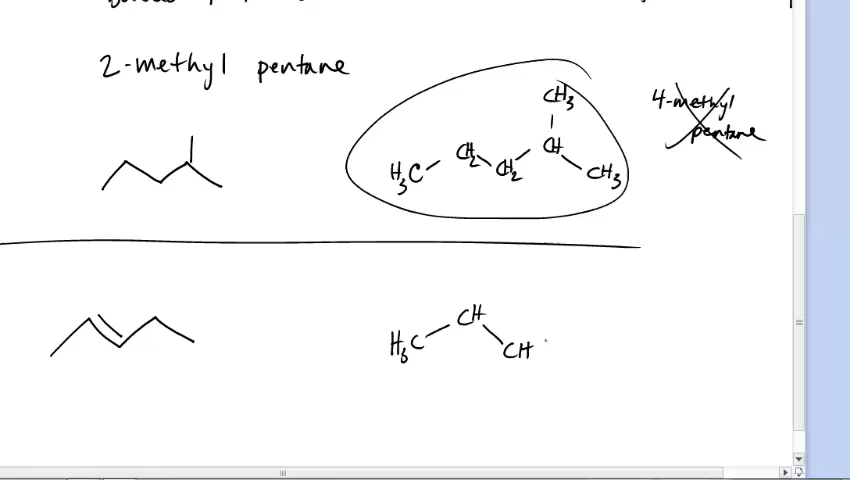 2-methyl pentane
CH₃
4-methyl
pentane
H₃C CH₂ CH₂ CH CH₃
H₃C CH CH